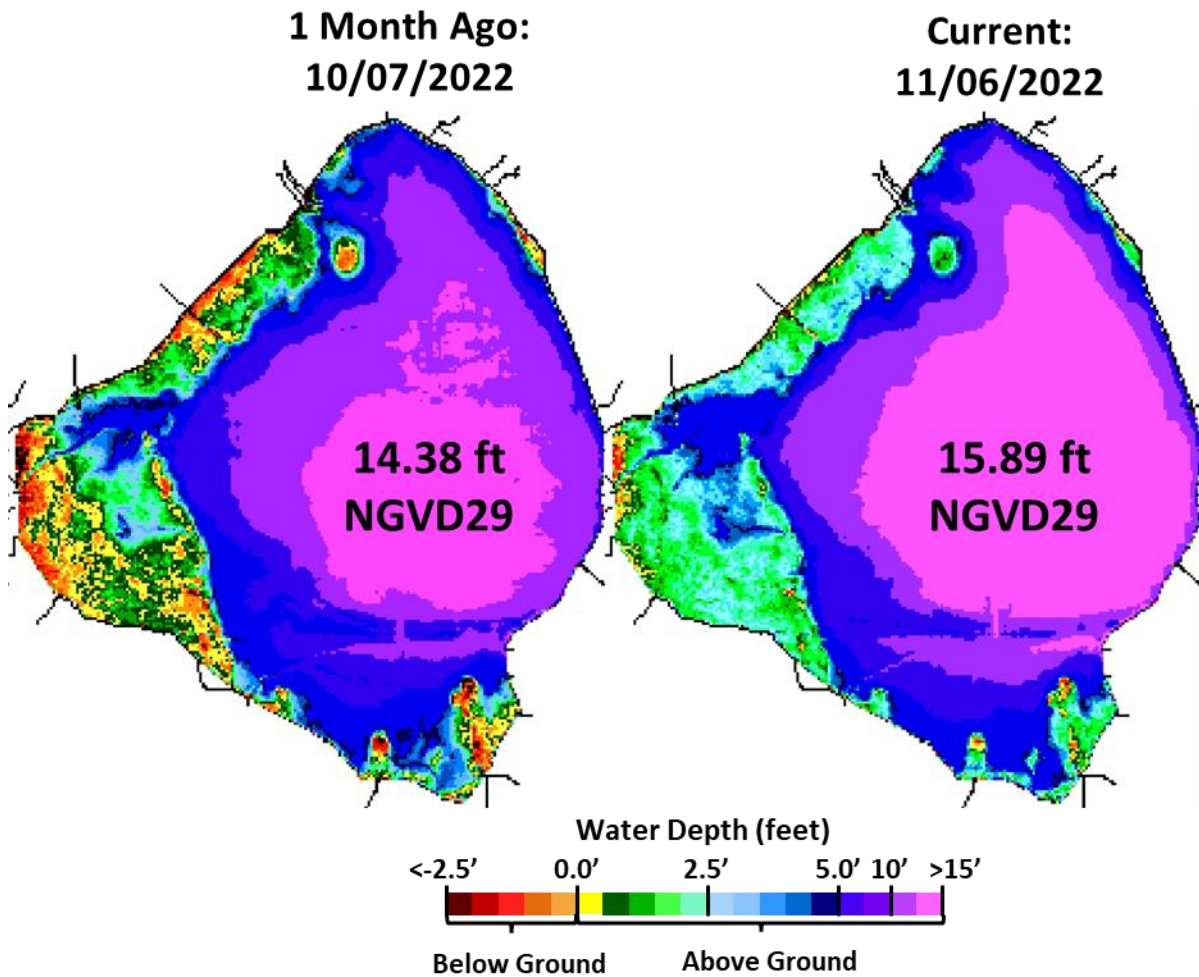 1 Month Ago:
10/07/2022
Current:
11/06/2022
14.38 ft
NGVD29
15.89 ft
NGVD29
Water Depth (feet)
<-2.5’ 0.0’ 2.5’ 5.0’ 10’ >15’
Below Ground Above Ground